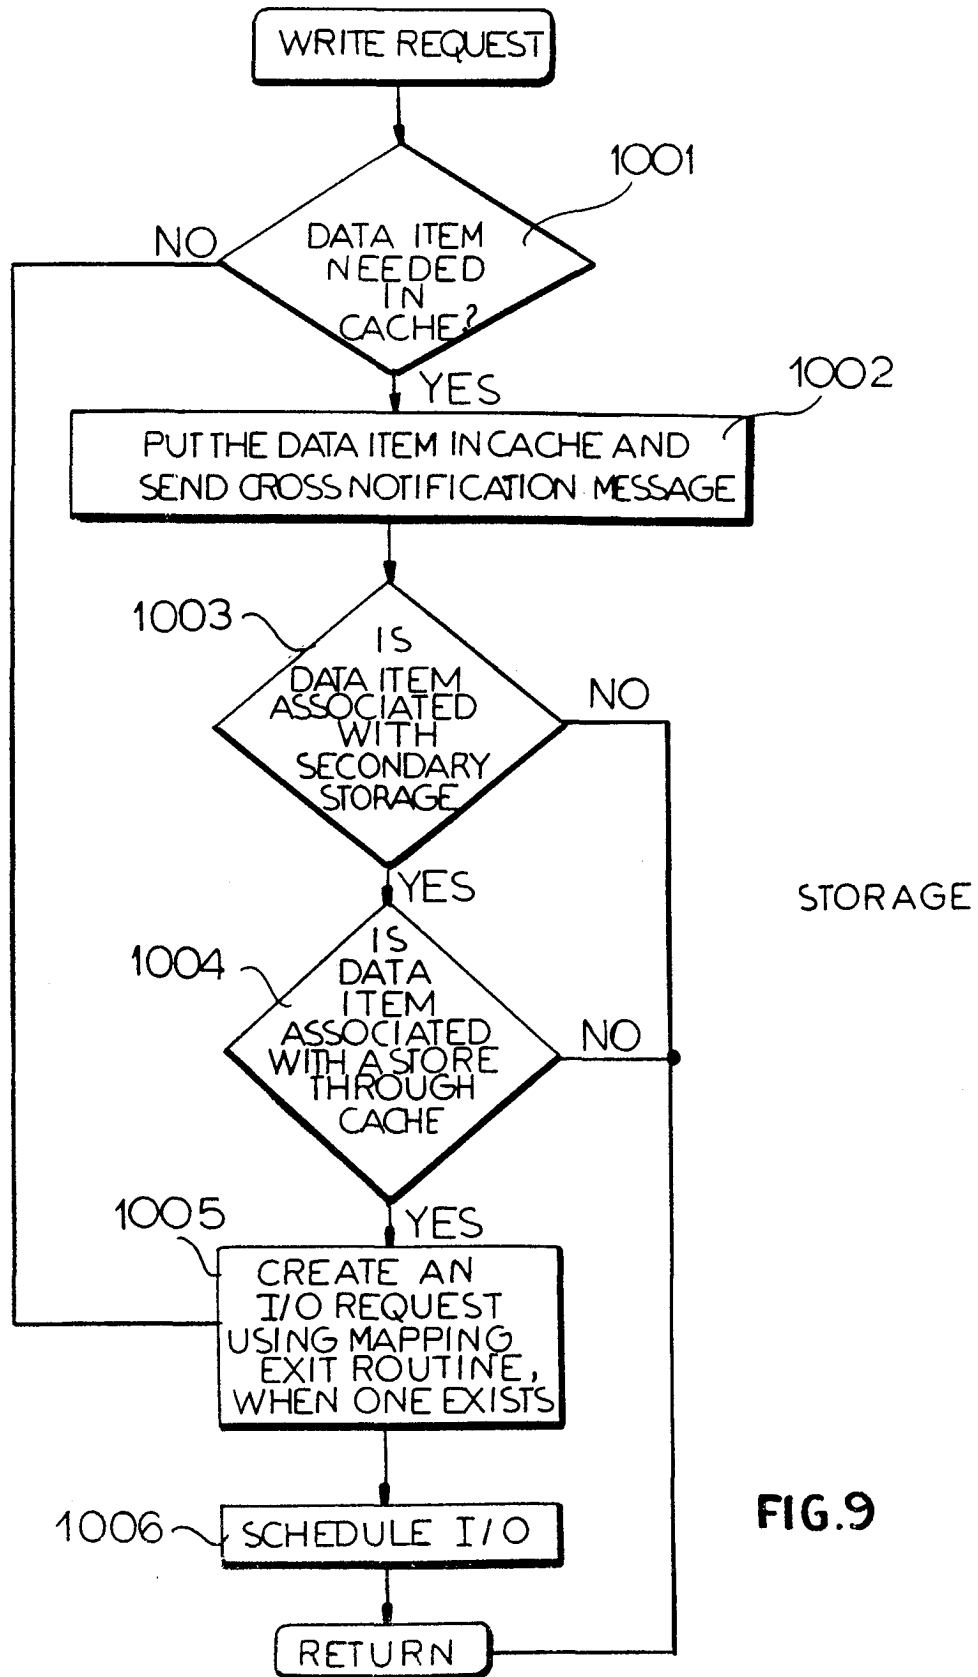 WRITE REQUEST
1001
NO
DATA ITEM
NEEDED
IN
CACHE?
YES
1002
PUT THE DATA ITEM IN CACHE AND
SEND CROSS NOTIFICATION MESSAGE
1003
IS
DATA ITEM
ASSOCIATED
WITH
SECONDARY
STORAGE
NO
YES
STORAGE
1004
IS
DATA
ITEM
ASSOCIATED
WITH A STORE
THROUGH
CACHE
NO
YES
1005
CREATE AN
I/O REQUEST
USING MAPPING
EXIT ROUTINE,
WHEN ONE EXISTS
1006
SCHEDULE I/O
FIG.9
RETURN